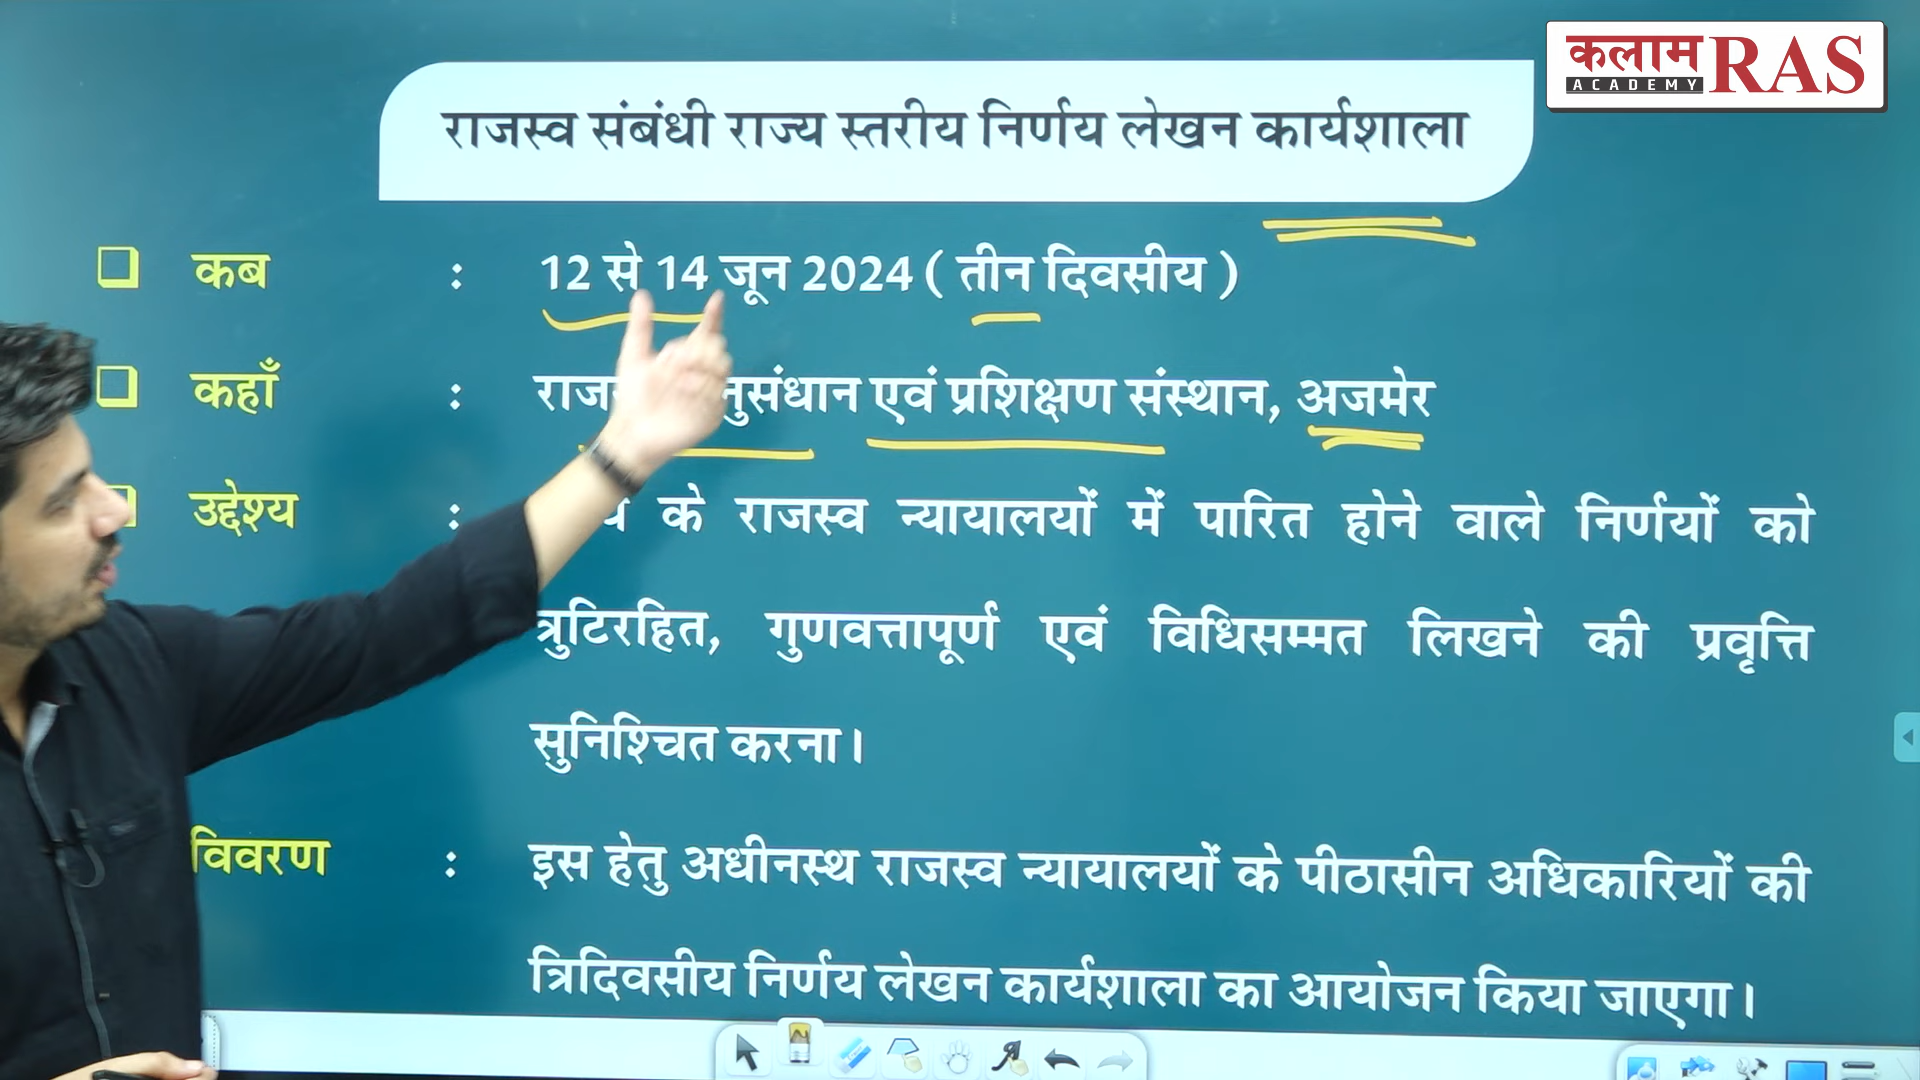 कलाम RAS
ACADEMY
राजस्व संबंधी राज्य स्तरीय निर्णय लेखन कार्यशाला
कब : 12 से 14 जून 2024 ( तीन दिवसीय )
कहाँ : एवं प्रशिक्षण संस्थान, अजमेर
उद्देश्य : के राजस्व न्यायालयों में पारित होने वाले निर्णयों को
त्रुटिरहित, गुणवत्तापूर्ण एवं विधिसम्मत लिखने की प्रवृत्ति
सुनिश्चित करना।
विवरण : इस हेतु अधीनस्थ राजस्व न्यायालयों के पीठासीन अधिकारियों की
त्रिदिवसीय निर्णय लेखन कार्यशाला का आयोजन किया जाएगा।